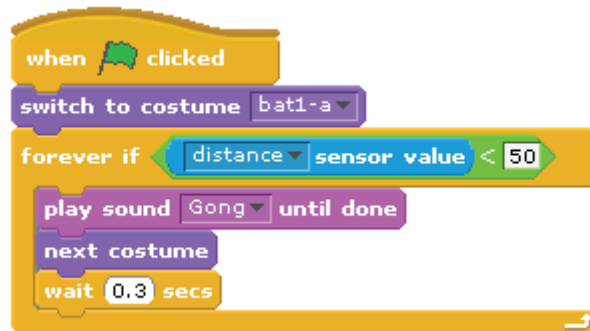 when clicked
switch to costume bat1-a
forever if distance sensor value < 50
play sound Gong until done
next costume
wait 0.3 secs